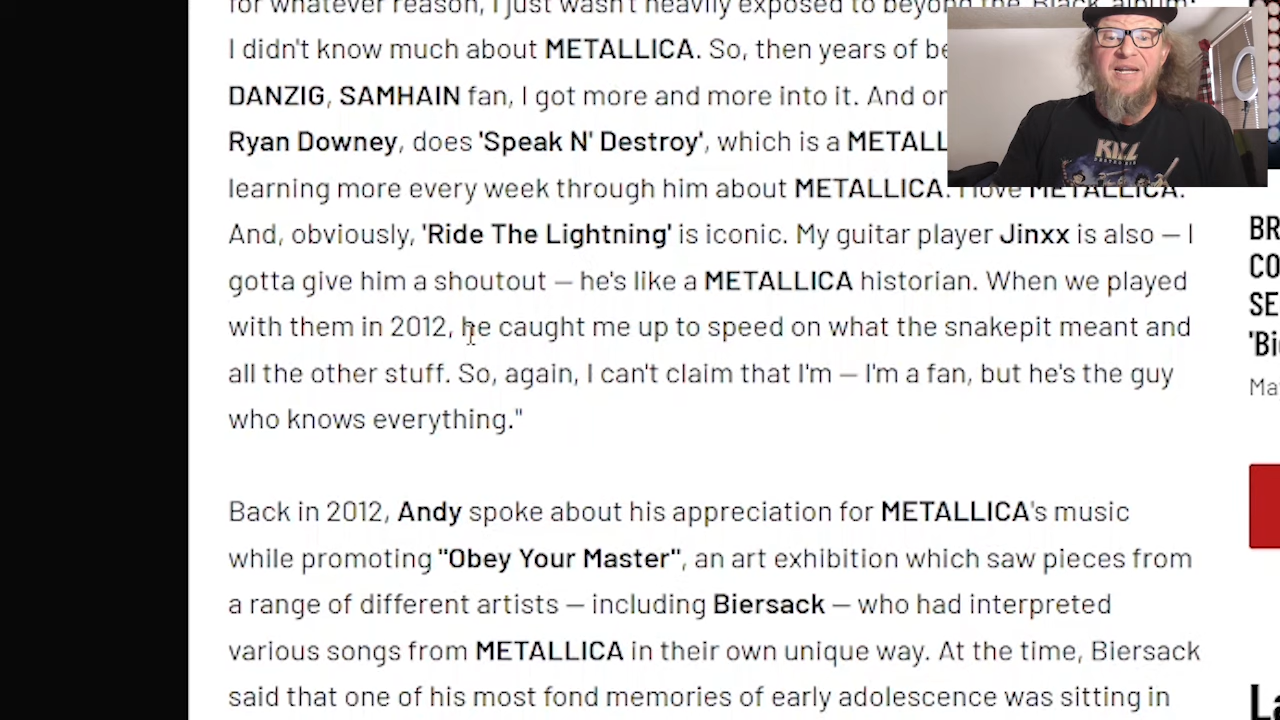 for whatever reason, I just wasn't heavily exposed to beyond the Black album.
I didn't know much about METALLICA. So, then years of be
DANZIG, SAMHAIN fan, I got more and more into it. And or
Ryan Downey, does 'Speak N' Destroy', which is a METALL
learning more every week through him about METALLICA. I love METALLICA.
And, obviously, 'Ride The Lightning' is iconic. My guitar player Jinxx is also — I
gotta give him a shoutout — he's like a METALLICA historian. When we played
with them in 2012, he caught me up to speed on what the snakepit meant and
all the other stuff. So, again, I can't claim that I'm — I'm a fan, but he's the guy
who knows everything."
Back in 2012, Andy spoke about his appreciation for METALLICA's music
while promoting "Obey Your Master", an art exhibition which saw pieces from
a range of different artists — including Biersack — who had interpreted
various songs from METALLICA in their own unique way. At the time, Biersack
said that one of his most fond memories of early adolescence was sitting in
KILL
BR
CO
SE
'Bi
Ma
La